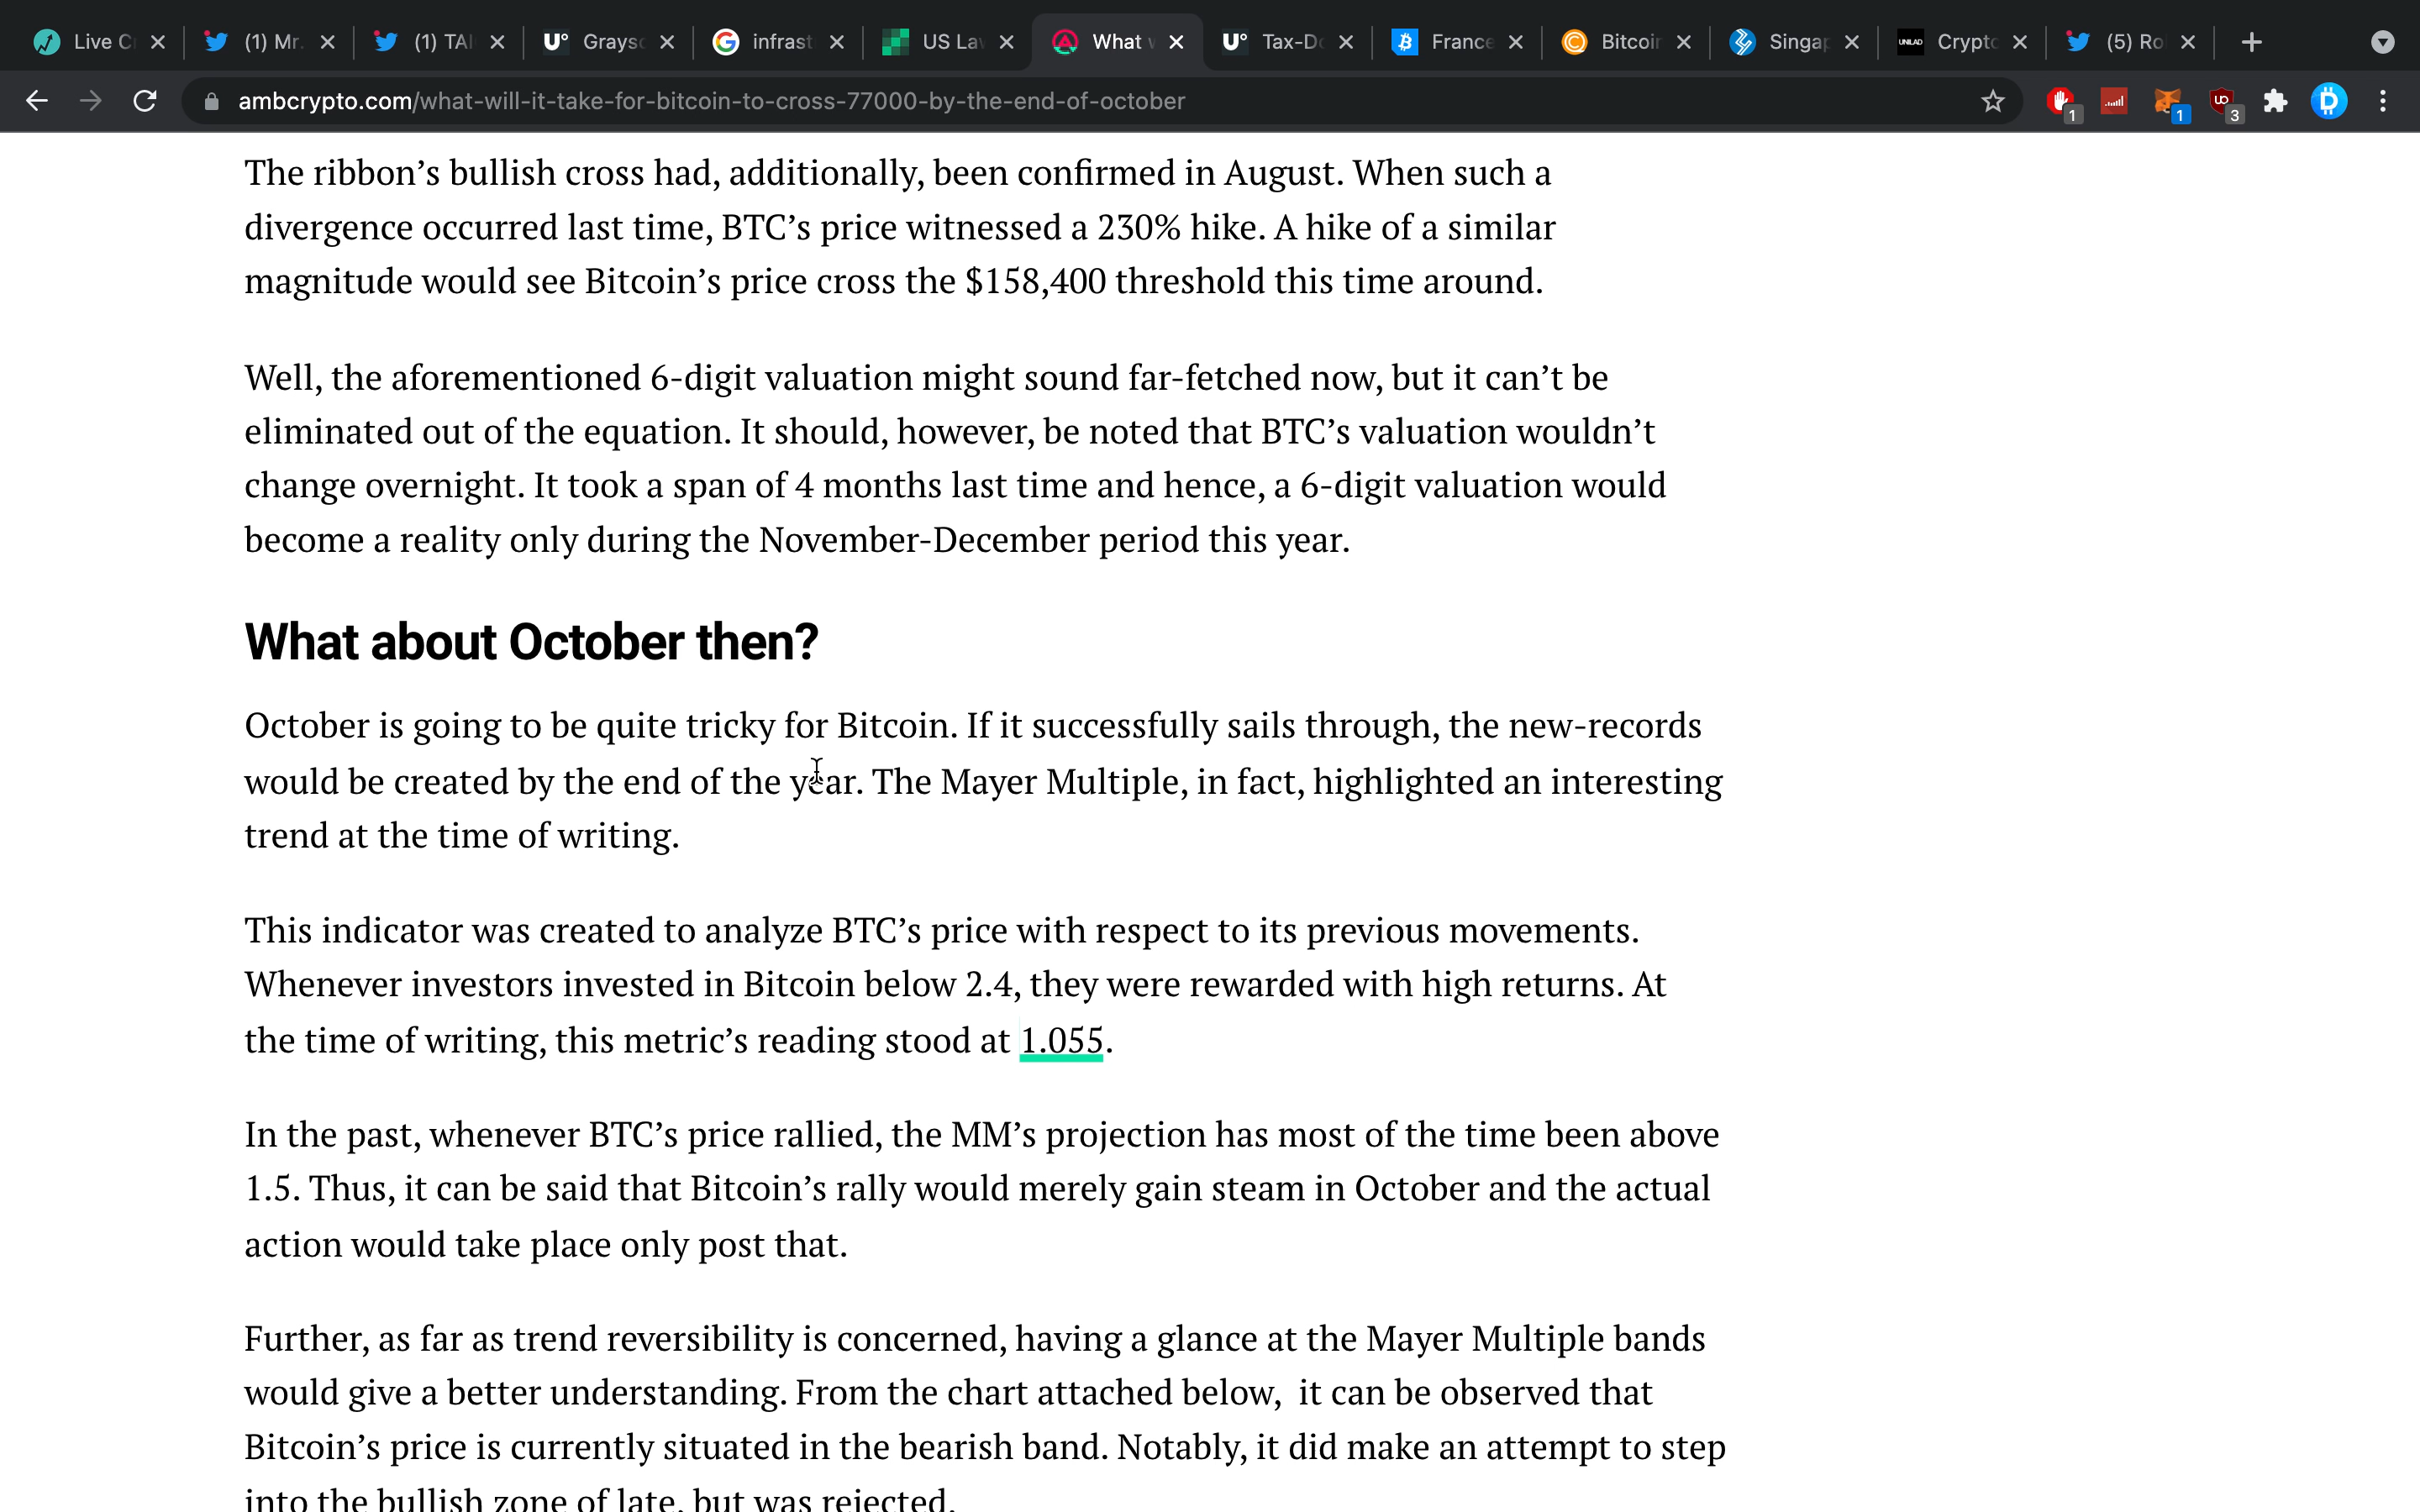 Live C
(1) Mr.
(1) TA
Graysc
infrast
US La
What
Tax-D
France
Bitcoin
Singap
Crypto
(5) Ro
ambcrypto.com/what-will-it-take-for-bitcoin-to-cross-77000-by-the-end-of-october
1
1
3
The ribbon’s bullish cross had, additionally, been confirmed in August. When such a
divergence occurred last time, BTC’s price witnessed a 230% hike. A hike of a similar
magnitude would see Bitcoin’s price cross the $158,400 threshold this time around.
Well, the aforementioned 6-digit valuation might sound far-fetched now, but it can’t be
eliminated out of the equation. It should, however, be noted that BTC’s valuation wouldn’t
change overnight. It took a span of 4 months last time and hence, a 6-digit valuation would
become a reality only during the November-December period this year.
What about October then?
October is going to be quite tricky for Bitcoin. If it successfully sails through, the new-records
would be created by the end of the year. The Mayer Multiple, in fact, highlighted an interesting
trend at the time of writing.
This indicator was created to analyze BTC’s price with respect to its previous movements.
Whenever investors invested in Bitcoin below 2.4, they were rewarded with high returns. At
the time of writing, this metric’s reading stood at 1.055.
In the past, whenever BTC’s price rallied, the MM’s projection has most of the time been above
1.5. Thus, it can be said that Bitcoin’s rally would merely gain steam in October and the actual
action would take place only post that.
Further, as far as trend reversibility is concerned, having a glance at the Mayer Multiple bands
would give a better understanding. From the chart attached below,  it can be observed that
Bitcoin’s price is currently situated in the bearish band. Notably, it did make an attempt to step
into the bullish zone of late, but was rejected.